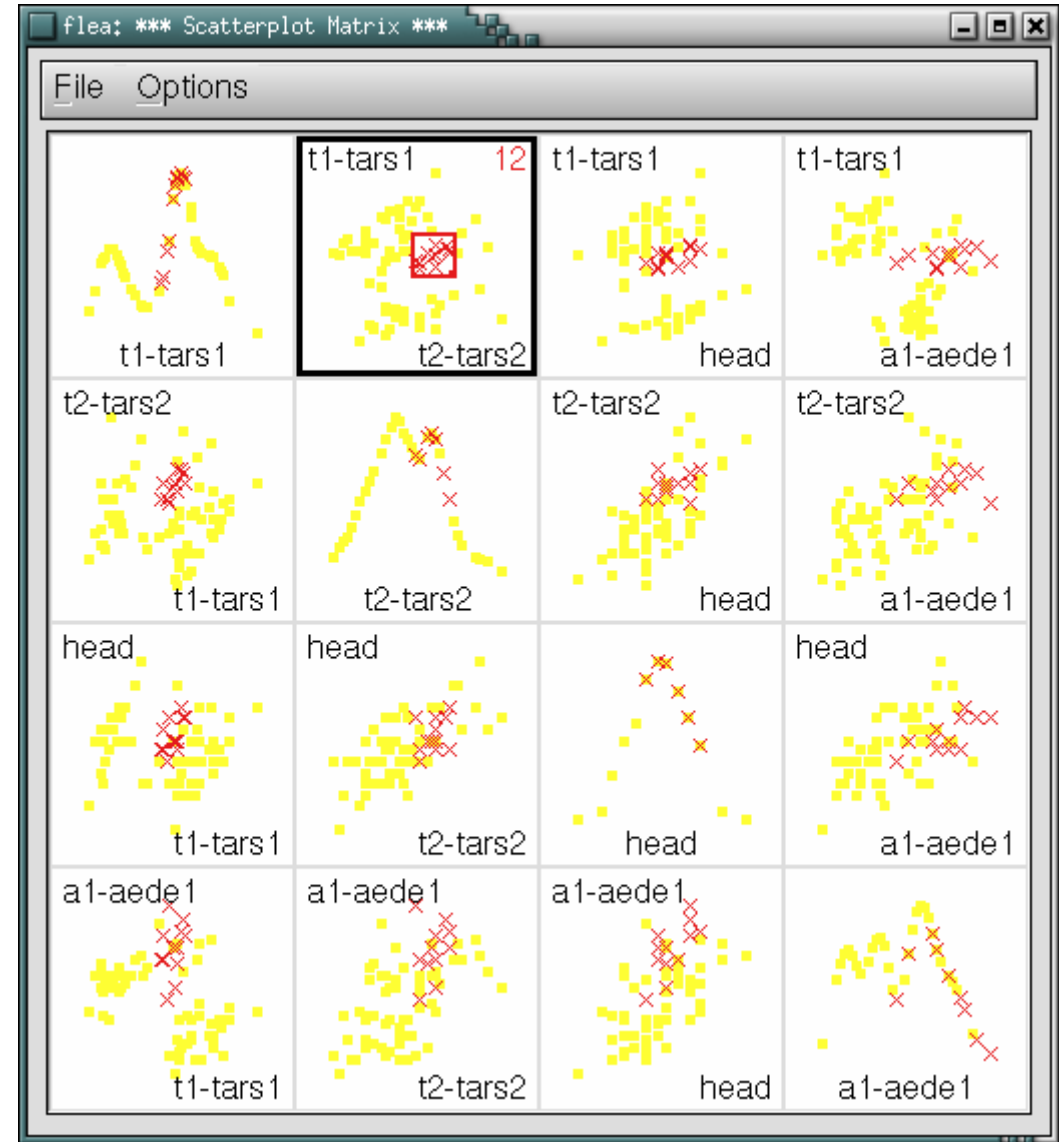 flea: *** Scatterplot Matrix ***
File Options
t1-tars1
t1-tars1 12
t2-tars2
t1-tars1
head
t1-tars1
a1-aede1
t2-tars2
t1-tars1
t2-tars2
t2-tars2
head
t2-tars2
a1-aede1
head
t1-tars1
head
t2-tars2
head
head
a1-aede1
a1-aede1
t1-tars1
a1-aede1
t2-tars2
a1-aede1
head
a1-aede1